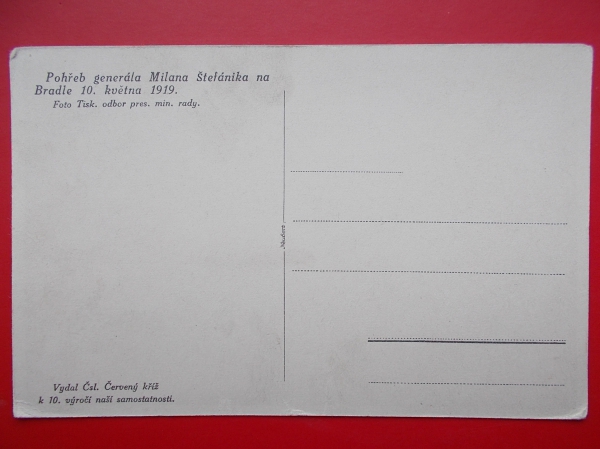 Pohřeb generála Milana Štefánika na
Bradle 10. května 1919.
Foto Tisk. odbor pres. min. rady.
Neubert
Vydal Čsl. Červený kříž
k 10. výročí naší samostatnosti.